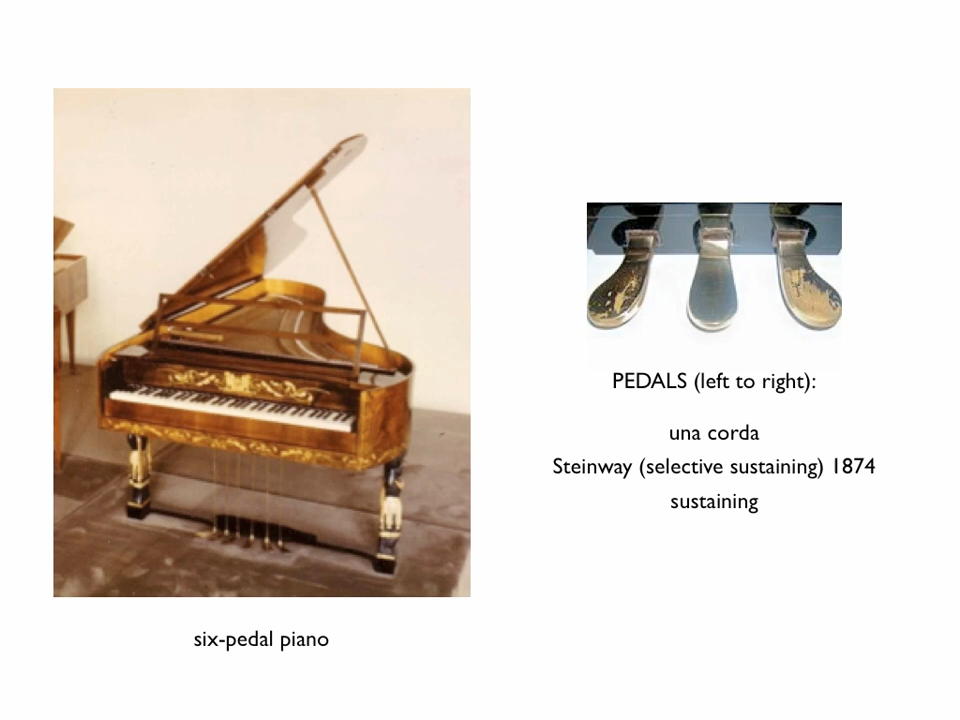 PEDALS (left to right):
una corda
Steinway (selective sustaining) 1874
sustaining
six-pedal piano